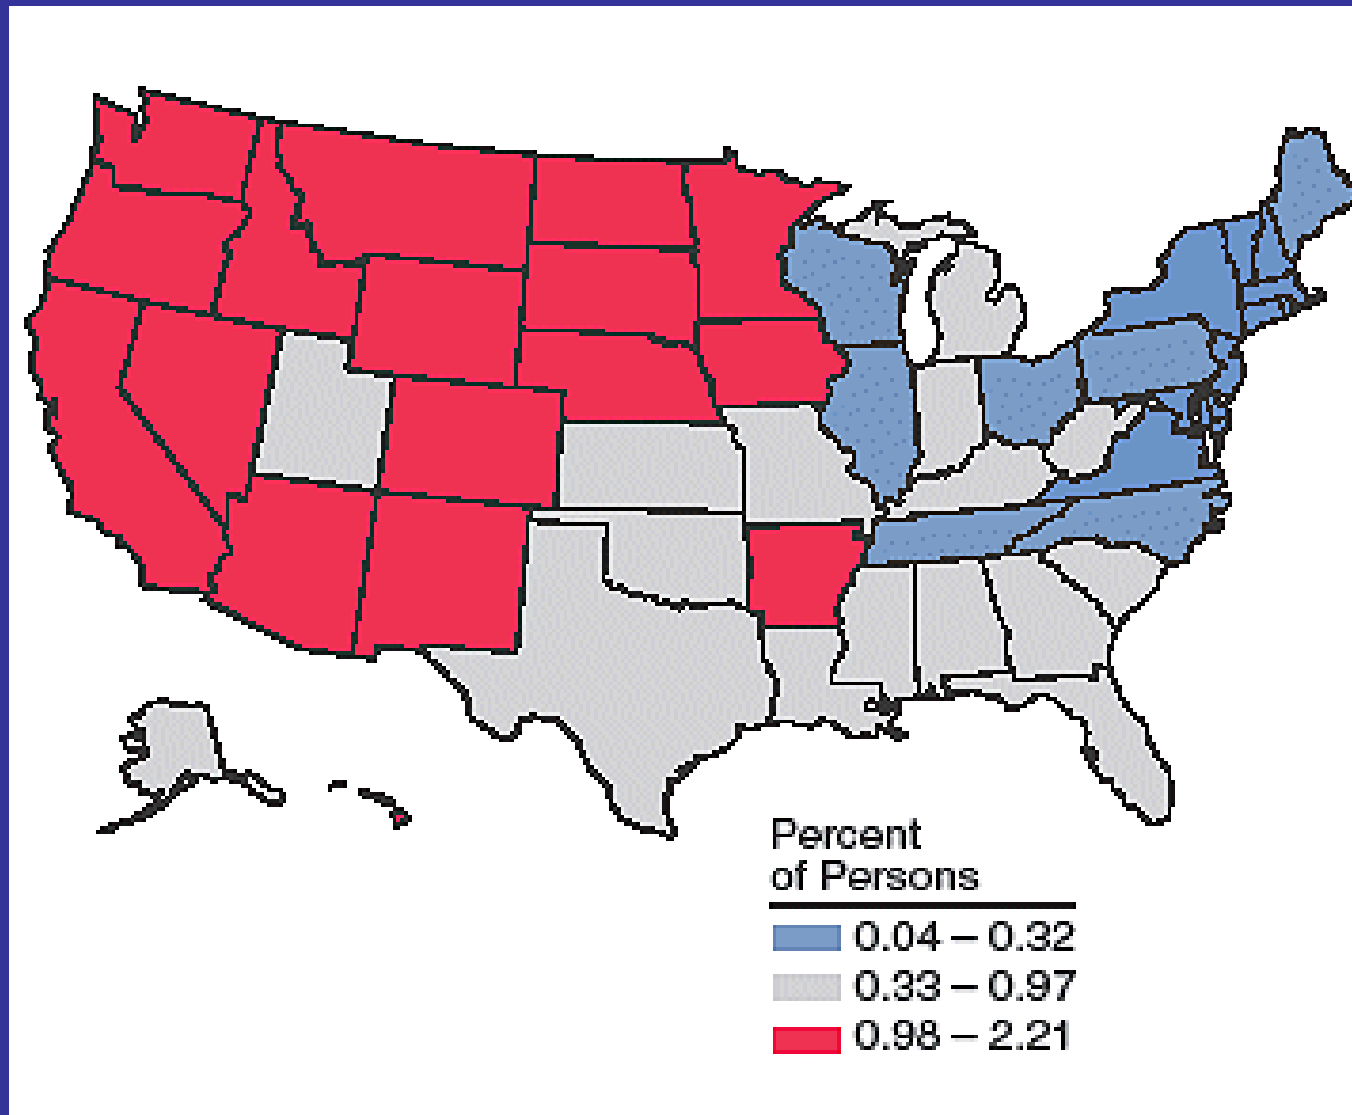 Percent
of Persons
0.04 – 0.32
0.33 – 0.97
0.98 – 2.21